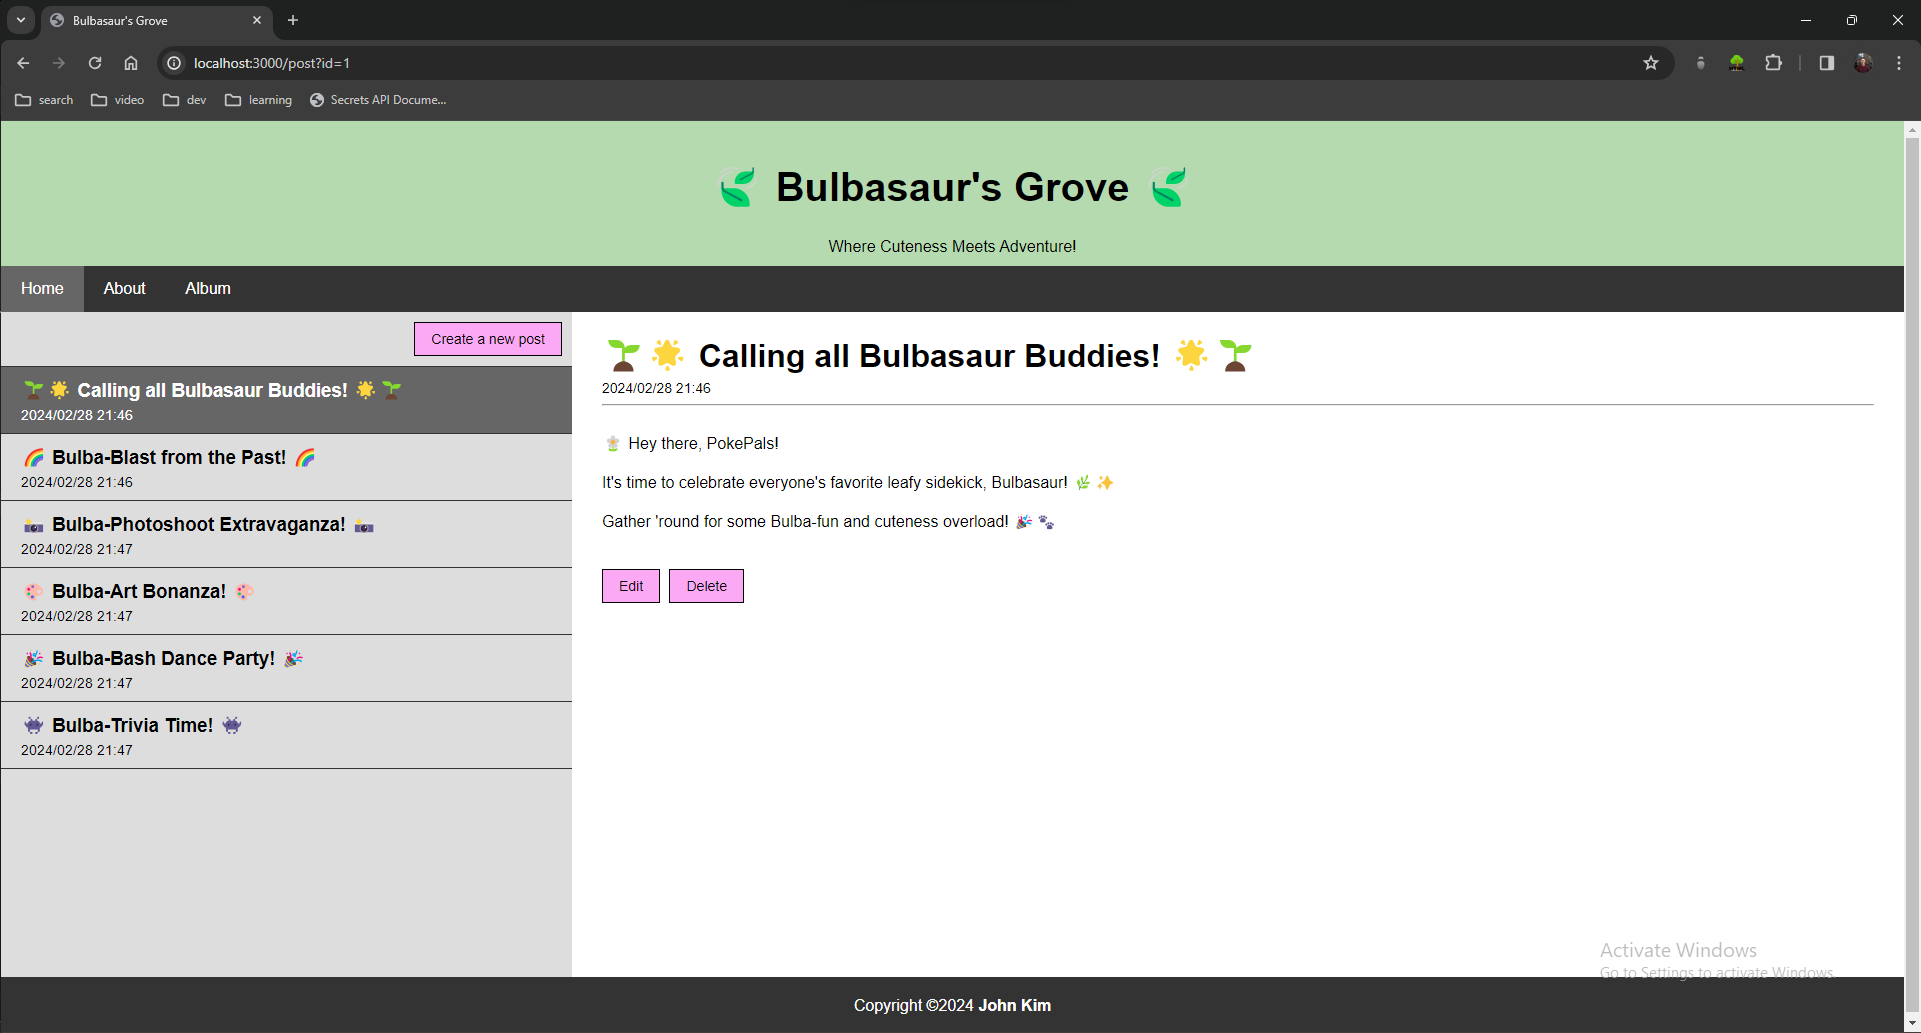 Bulbasaur's Grove
localhost:3000/post?id=1
search
video
dev
learning
Secrets API Docume...
Bulbasaur's Grove
Where Cuteness Meets Adventure!
Home
About
Album
Create a new post
Calling all Bulbasaur Buddies!
2024/02/28 21:46
Bulba-Blast from the Past!
2024/02/28 21:46
Bulba-Photoshoot Extravaganza!
2024/02/28 21:47
Bulba-Art Bonanza!
2024/02/28 21:47
Bulba-Bash Dance Party!
2024/02/28 21:47
Bulba-Trivia Time!
2024/02/28 21:47
Calling all Bulbasaur Buddies!
2024/02/28 21:46
Hey there, PokePals!
It's time to celebrate everyone's favorite leafy sidekick, Bulbasaur!
Gather 'round for some Bulba-fun and cuteness overload!
Edit
Delete
Activate Windows
Go to Settings to activate Windows.
Copyright ©2024 John Kim